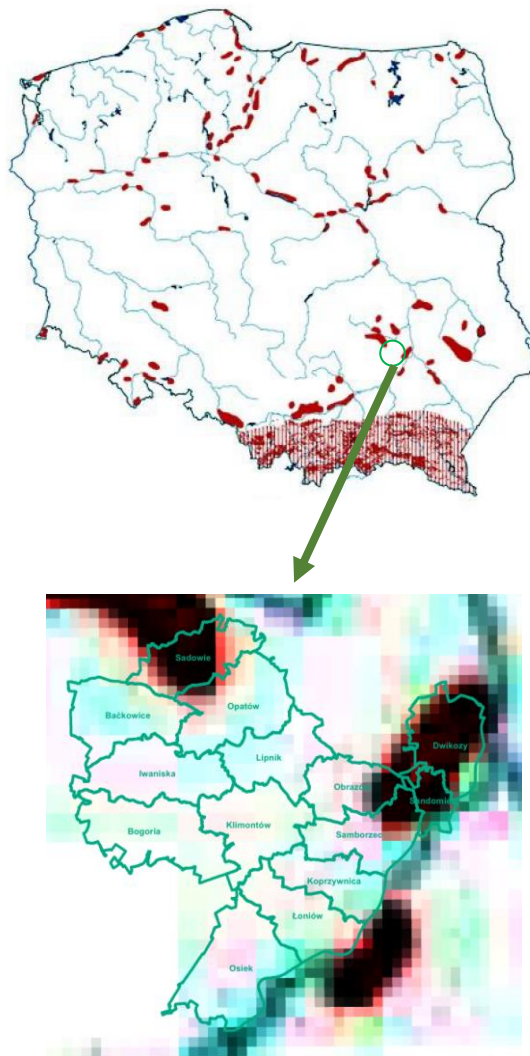 Sadowie
Baćkowice
Opatów
Dwikozy
Lipnik
Iwaniska
Obrazów
Sandomierz
Klimontów
Bogoria
Samborzec
Koprzywnica
Łoniów
Osiek